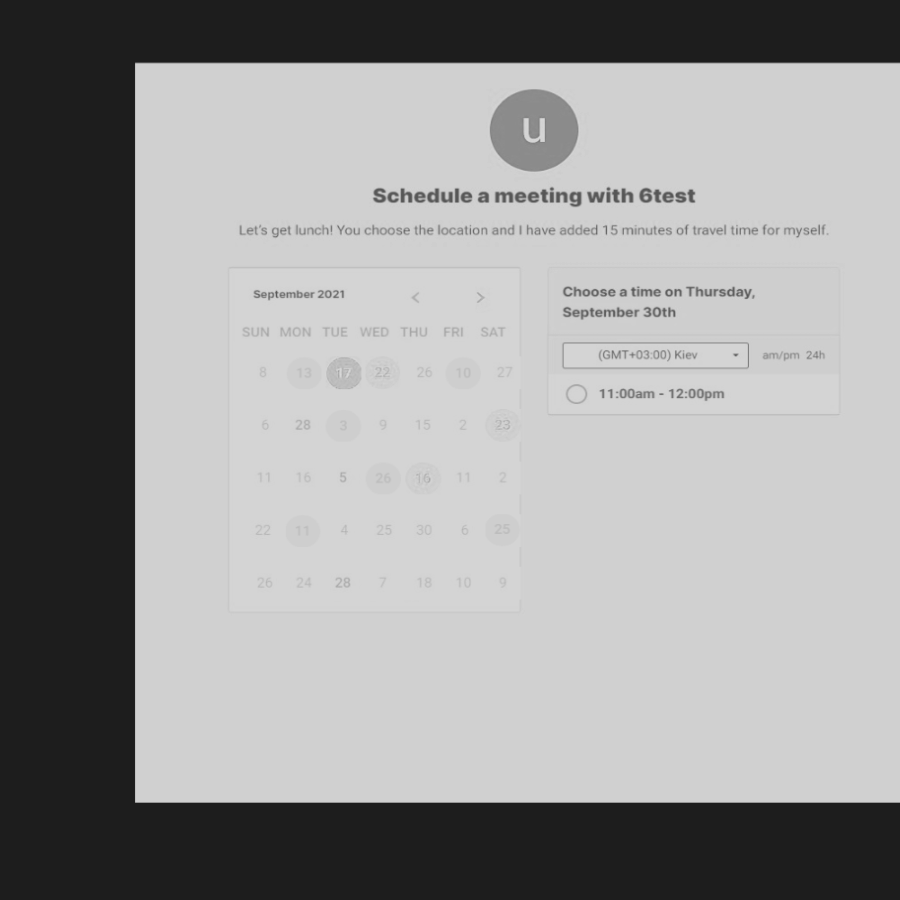 u
Schedule a meeting with 6test
Let's get lunch! You choose the location and I have added 15 minutes of travel time for myself.
September 2021
SUN MON TUE WED THU FRI SAT
8 13 17 22 26 10 27
6 28 3 9 15 2 23
11 16 5 26 16 11 2
22 11 4 25 30 6 25
26 24 28 7 18 10 9
Choose a time on Thursday,
September 30th
(GMT+03:00) Kiev am/pm 24h
11:00am - 12:00pm